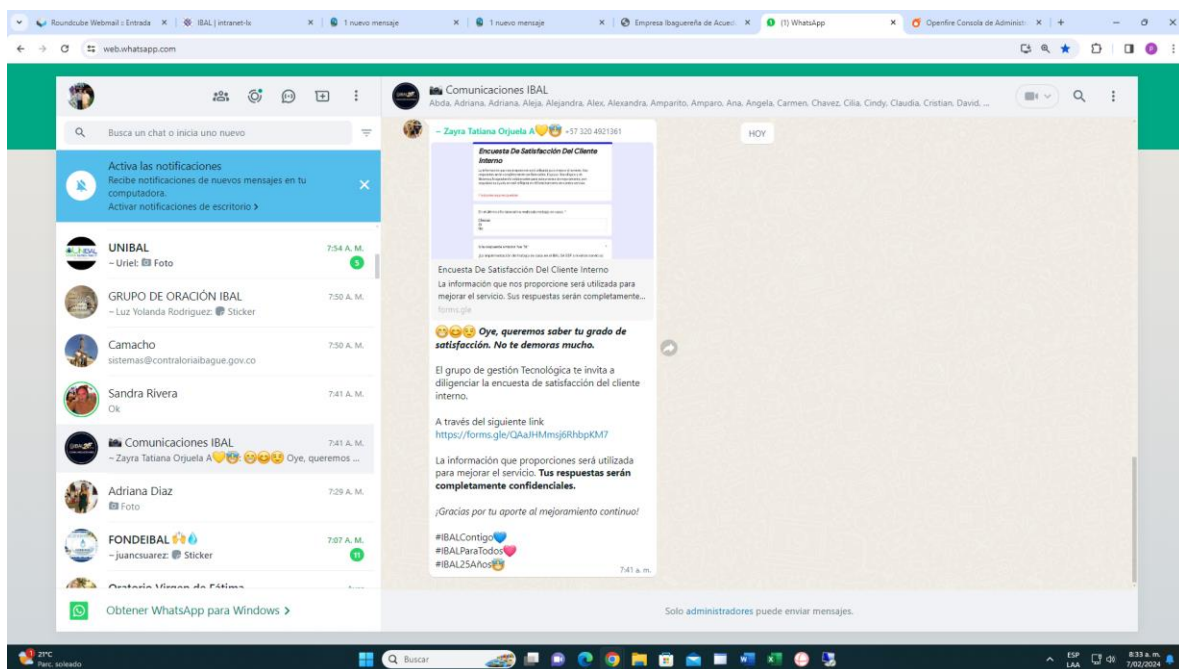 Roundcube Webmail :: Entrada
IBAL | intranet-Ix
1 nuevo mensaje
1 nuevo mensaje
Empresa Ibaguereña de Acued
(1) WhatsApp
Openfire Consola de Administ
web.whatsapp.com
Comunicaciones IBAL
Abda, Adriana, Adriana, Aleja, Alejandra, Alex, Alexandra, Amparito, Amparo, Ana, Angela, Carmen, Chavez, Cilia, Cindy, Claudia, Cristian, David, ...
Busca un chat o inicia uno nuevo
Activa las notificaciones
Recibe notificaciones de nuevos mensajes en tu
computadora.
Activar notificaciones de escritorio >
UNIBAL 7:54 A. M.
~ Uriel: Foto 5
GRUPO DE ORACIÓN IBAL 7:50 A. M.
~ Luz Yolanda Rodriguez: Sticker
Camacho 7:50 A. M.
sistemas@contraloriaibague.gov.co
Sandra Rivera 7:41 A. M.
Ok
📷 Comunicaciones IBAL 7:41 A. M.
~ Zayra Tatiana Orjuela A💛😇: 😁😄😌 Oye, queremos ...
Adriana Diaz 7:29 A. M.
Foto
FONDEIBAL 🙌💧 7:07 A. M.
~ juancsuarez: Sticker 11
Oratorio Virgen de Fátima
Obtener WhatsApp para Windows >
HOY
~ Zayra Tatiana Orjuela A💛😇 +57 320 4921361
Encuesta De Satisfacción Del Cliente
Interno
Encuesta De Satisfacción Del Cliente Interno
La información que nos proporcione será utilizada para
mejorar el servicio. Sus respuestas serán completamente...
forms.gle
😁😄😌 Oye, queremos saber tu grado de
satisfacción. No te demoras mucho.
El grupo de gestión Tecnológica te invita a
diligenciar la encuesta de satisfacción del cliente
interno.
A través del siguiente link
https://forms.gle/QAaJHMmsj6RhbpKM7
La información que proporciones será utilizada
para mejorar el servicio. Tus respuestas serán
completamente confidenciales.
¡Gracias por tu aporte al mejoramiento continuo!
#IBALContigo💙
#IBALParaTodos💗
#IBAL25Años😇
7:41 a. m.
Solo administradores puede enviar mensajes.
1
21°C
Parc. soleado
Buscar
ESP
LAA
8:33 a. m.
7/02/2024